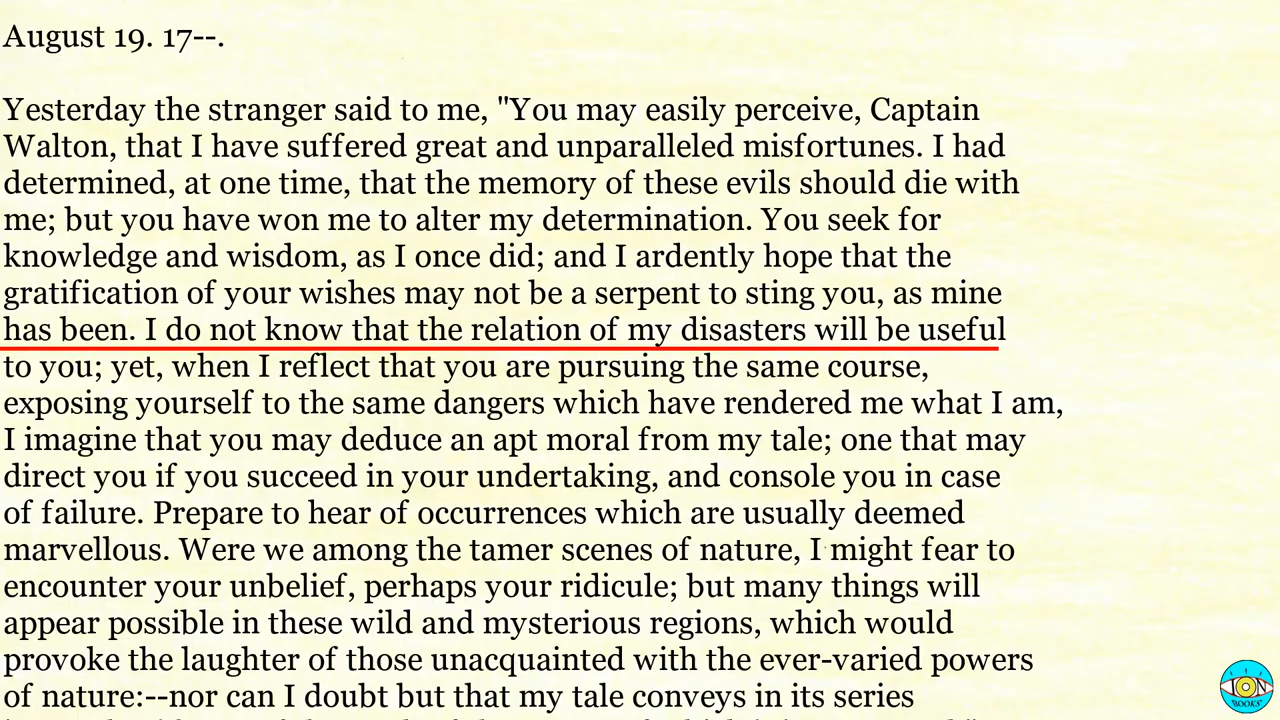 August 19. 17--.
Yesterday the stranger said to me, "You may easily perceive, Captain
Walton, that I have suffered great and unparalleled misfortunes. I had
determined, at one time, that the memory of these evils should die with
me; but you have won me to alter my determination. You seek for
knowledge and wisdom, as I once did; and I ardently hope that the
gratification of your wishes may not be a serpent to sting you, as mine
has been. I do not know that the relation of my disasters will be useful
to you; yet, when I reflect that you are pursuing the same course,
exposing yourself to the same dangers which have rendered me what I am,
I imagine that you may deduce an apt moral from my tale; one that may
direct you if you succeed in your undertaking, and console you in case
of failure. Prepare to hear of occurrences which are usually deemed
marvellous. Were we among the tamer scenes of nature, I might fear to
encounter your unbelief, perhaps your ridicule; but many things will
appear possible in these wild and mysterious regions, which would
provoke the laughter of those unacquainted with the ever-varied powers
of nature:--nor can I doubt but that my tale conveys in its series
ION
BOOKS